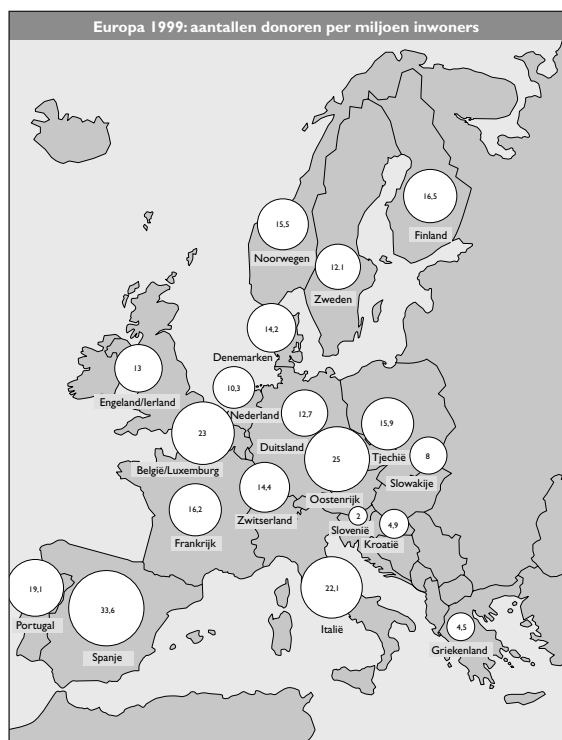 Europa 1999: aantallen donoren per miljoen inwoners
16,5
Finland
15,5
Noorwegen
12.1
Zweden
14,2
Denemarken
13
Engeland/Ierland
10,3
/Nederland
12,7
Duitsland
15,9
Tjechië
23
België/Luxemburg
25
Oostenrijk
8
Slowakije
14,4
Zwitserland
16,2
Frankrijk
2
Slovenië
4,9
Kroatië
19,1
Portugal
33,6
Spanje
22,1
Italië
4,5
Griekenland